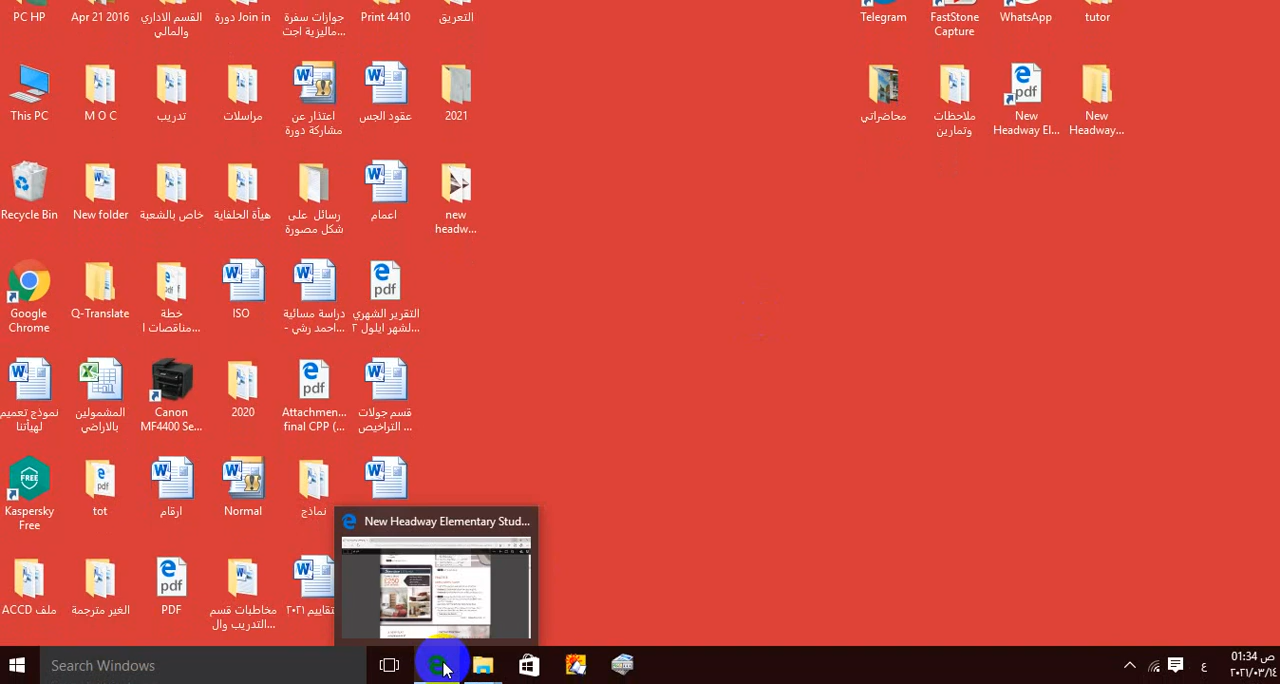 PC HP
Apr 21 2016
القسم الاداري
والمالي
دورة Join in
جوازات سفرة
ماليزية اجت...
Print 4410
التعريق
Telegram
FastStone
Capture
WhatsApp
tutor
This PC
M O C
تدريب
مراسلات
اعتذار عن
مشاركة دورة
عقود الجس
2021
محاضراتي
ملاحظات
وتمارين
New
Headway El...
New
Headway...
Recycle Bin
New folder
خاص بالشعبة
هيأة الحلفاية
رسائل على
شكل مصورة
اعمام
new
headw...
Google
Chrome
Q-Translate
خطة
مناقصات ا...
ISO
دراسة مسائية
احمد رشي - ...
التقرير الشهري
لشهر ايلول ٢...
نموذج تعميم
لهيأتنا
المشمولين
بالاراضي
Canon
MF4400 Se...
2020
Attachmen...
final CPP (...
قسم جولات
التراخيص ...
Kaspersky
Free
tot
ارقام
Normal
نماذج
ملف ACCD
الغير مترجمة
PDF
مخاطبات قسم
التدريب وال...
تقاييم ٢٠٢١
New Headway Elementary Stud...
Search Windows
ع
01:34 ص
٢٠٢١/٠٣/١٤